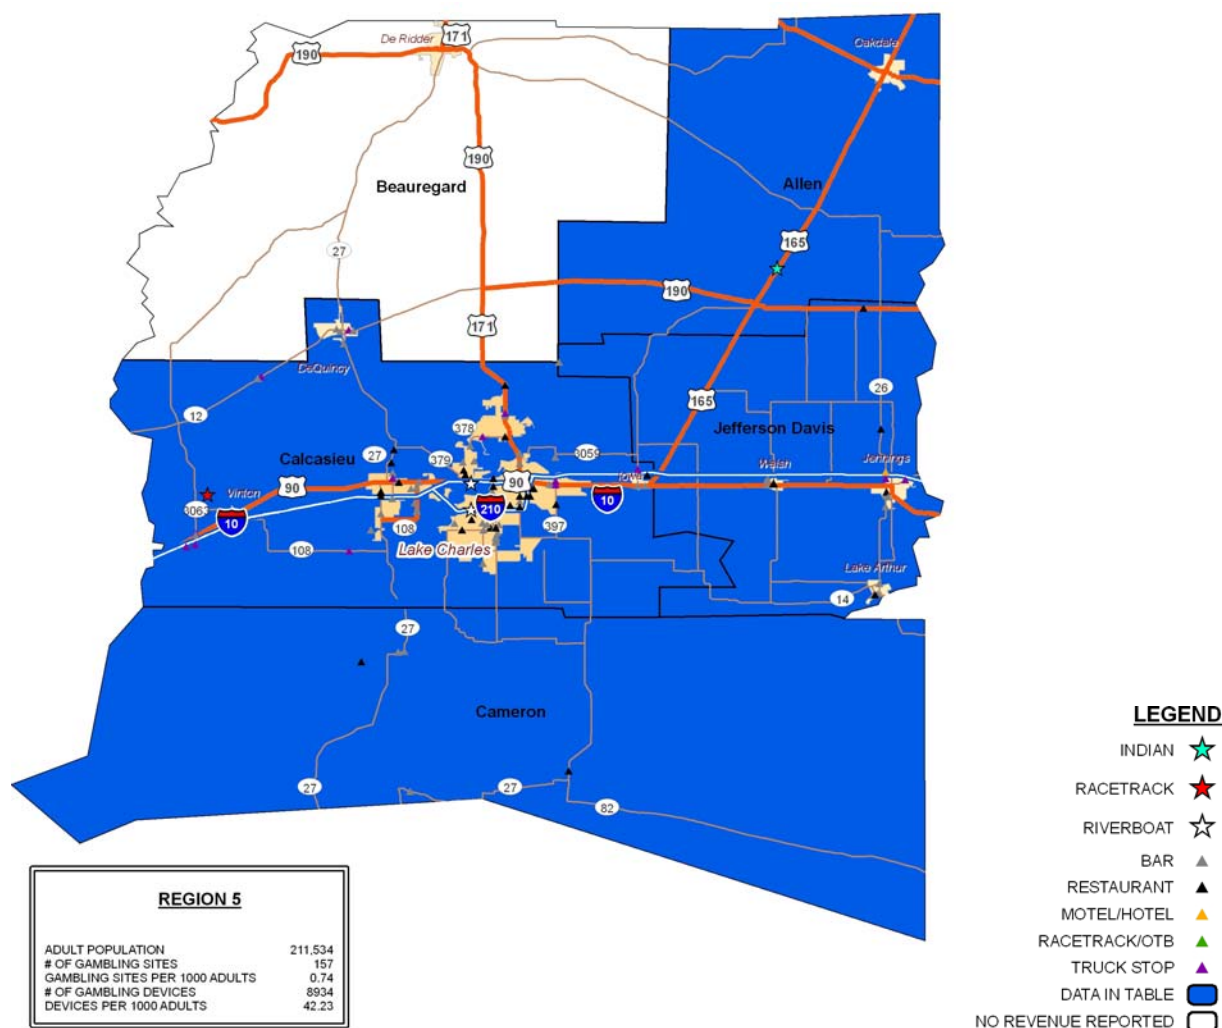 De Ridder
171
190
Oakdale
190
Beauregard
Allen
27
165
190
171
DeQuincy
165
26
12
378
Jefferson Davis
27
379
3059
Calcasieu
Iowa
Welsh
Jennings
Vinton
90
90
3063
10
210
10
108
397
108
Lake Charles
Lake Arthur
14
27
Cameron
27
27
82
LEGEND
INDIAN
RACETRACK
RIVERBOAT
BAR
RESTAURANT
MOTEL/HOTEL
RACETRACK/OTB
TRUCK STOP
DATA IN TABLE
NO REVENUE REPORTED
REGION 5
ADULT POPULATION 211,534
# OF GAMBLING SITES 157
GAMBLING SITES PER 1000 ADULTS 0.74
# OF GAMBLING DEVICES 8934
DEVICES PER 1000 ADULTS 42.23